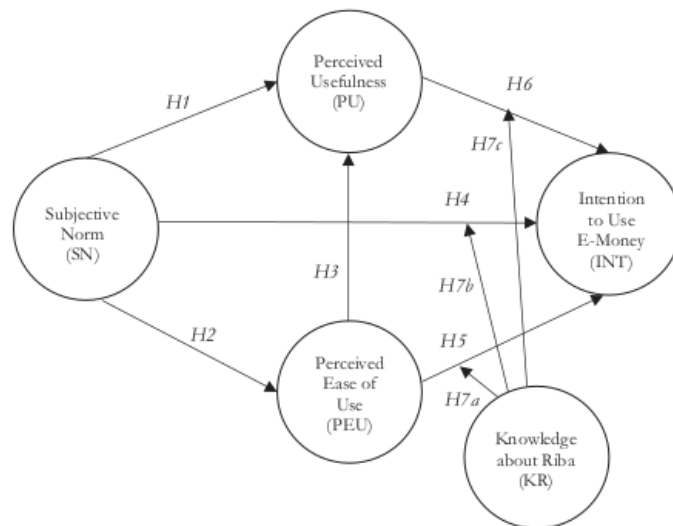 Perceived
Usefulness
(PU)
H6
H1
H7c
Subjective
Norm
(SN)
H4
Intention
to Use
E-Money
(INT)
H3
H7b
H2
H5
Perceived
Ease of
Use
(PEU)
H7a
Knowledge
about Riba
(KR)